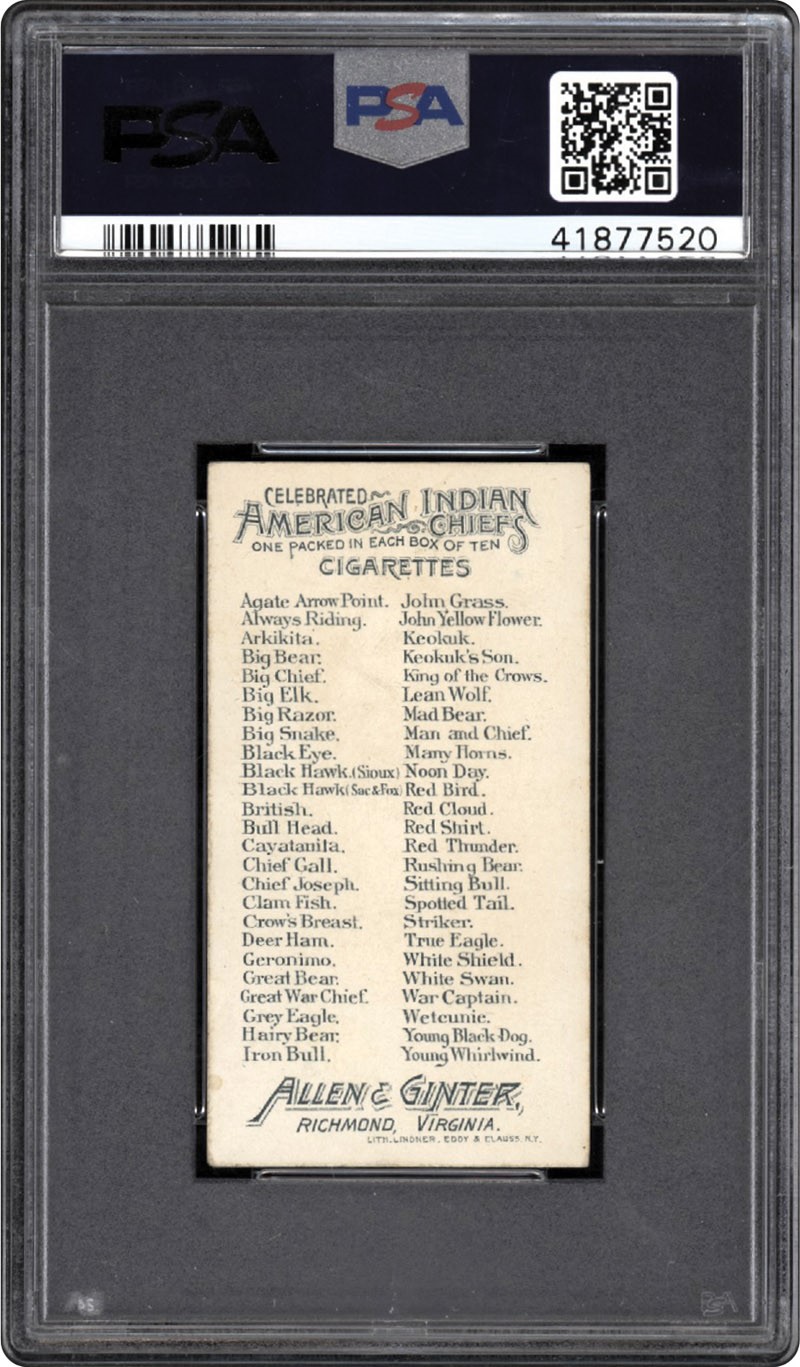 PSA
PSA
41877520
CELEBRATED
AMERICAN INDIAN
CHIEFS
ONE PACKED IN EACH BOX OF TEN
CIGARETTES
Agate Arrow Point. John Grass.
Always Riding. John Yellow Flower.
Arkikita. Keokuk.
Big Bear. Keokuk's Son.
Big Chief. King of the Crows.
Big Elk. Lean Wolf.
Big Razor. Mad Bear.
Big Snake. Man and Chief.
Black Eye. Many Horns.
Black Hawk.(Sioux) Noon Day.
Black Hawk(Sac & Fox) Red Bird.
British. Red Cloud.
Bull Head. Red Shirt.
Cayatanita. Red Thunder.
Chief Gall. Rushing Bear.
Chief Joseph. Sitting Bull.
Clam Fish. Spotted Tail.
Crow's Breast. Striker.
Deer Ham. True Eagle.
Geronimo. White Shield.
Great Bear. White Swan.
Great War Chief. War Captain.
Grey Eagle. Wetcunie.
Hairy Bear. Young Black Dog.
Iron Bull. Young Whirlwind.
ALLEN & GINTER,
RICHMOND, VIRGINIA.
LITH. LINDNER, EDDY & CLAUSS, N.Y.
PSA